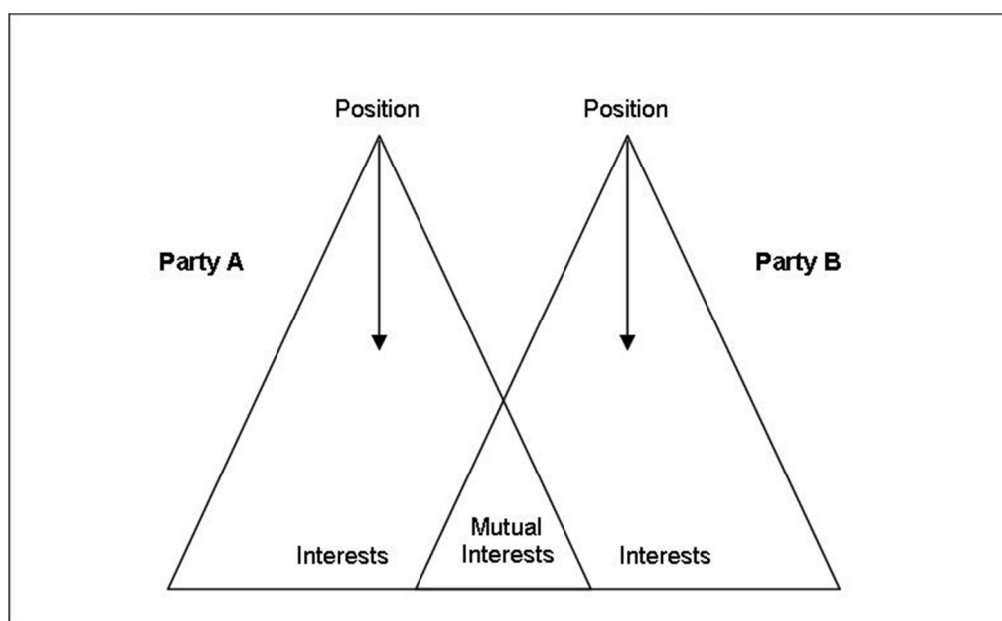 Position
Position
Party A
Party B
Mutual
Interests
Interests
Interests